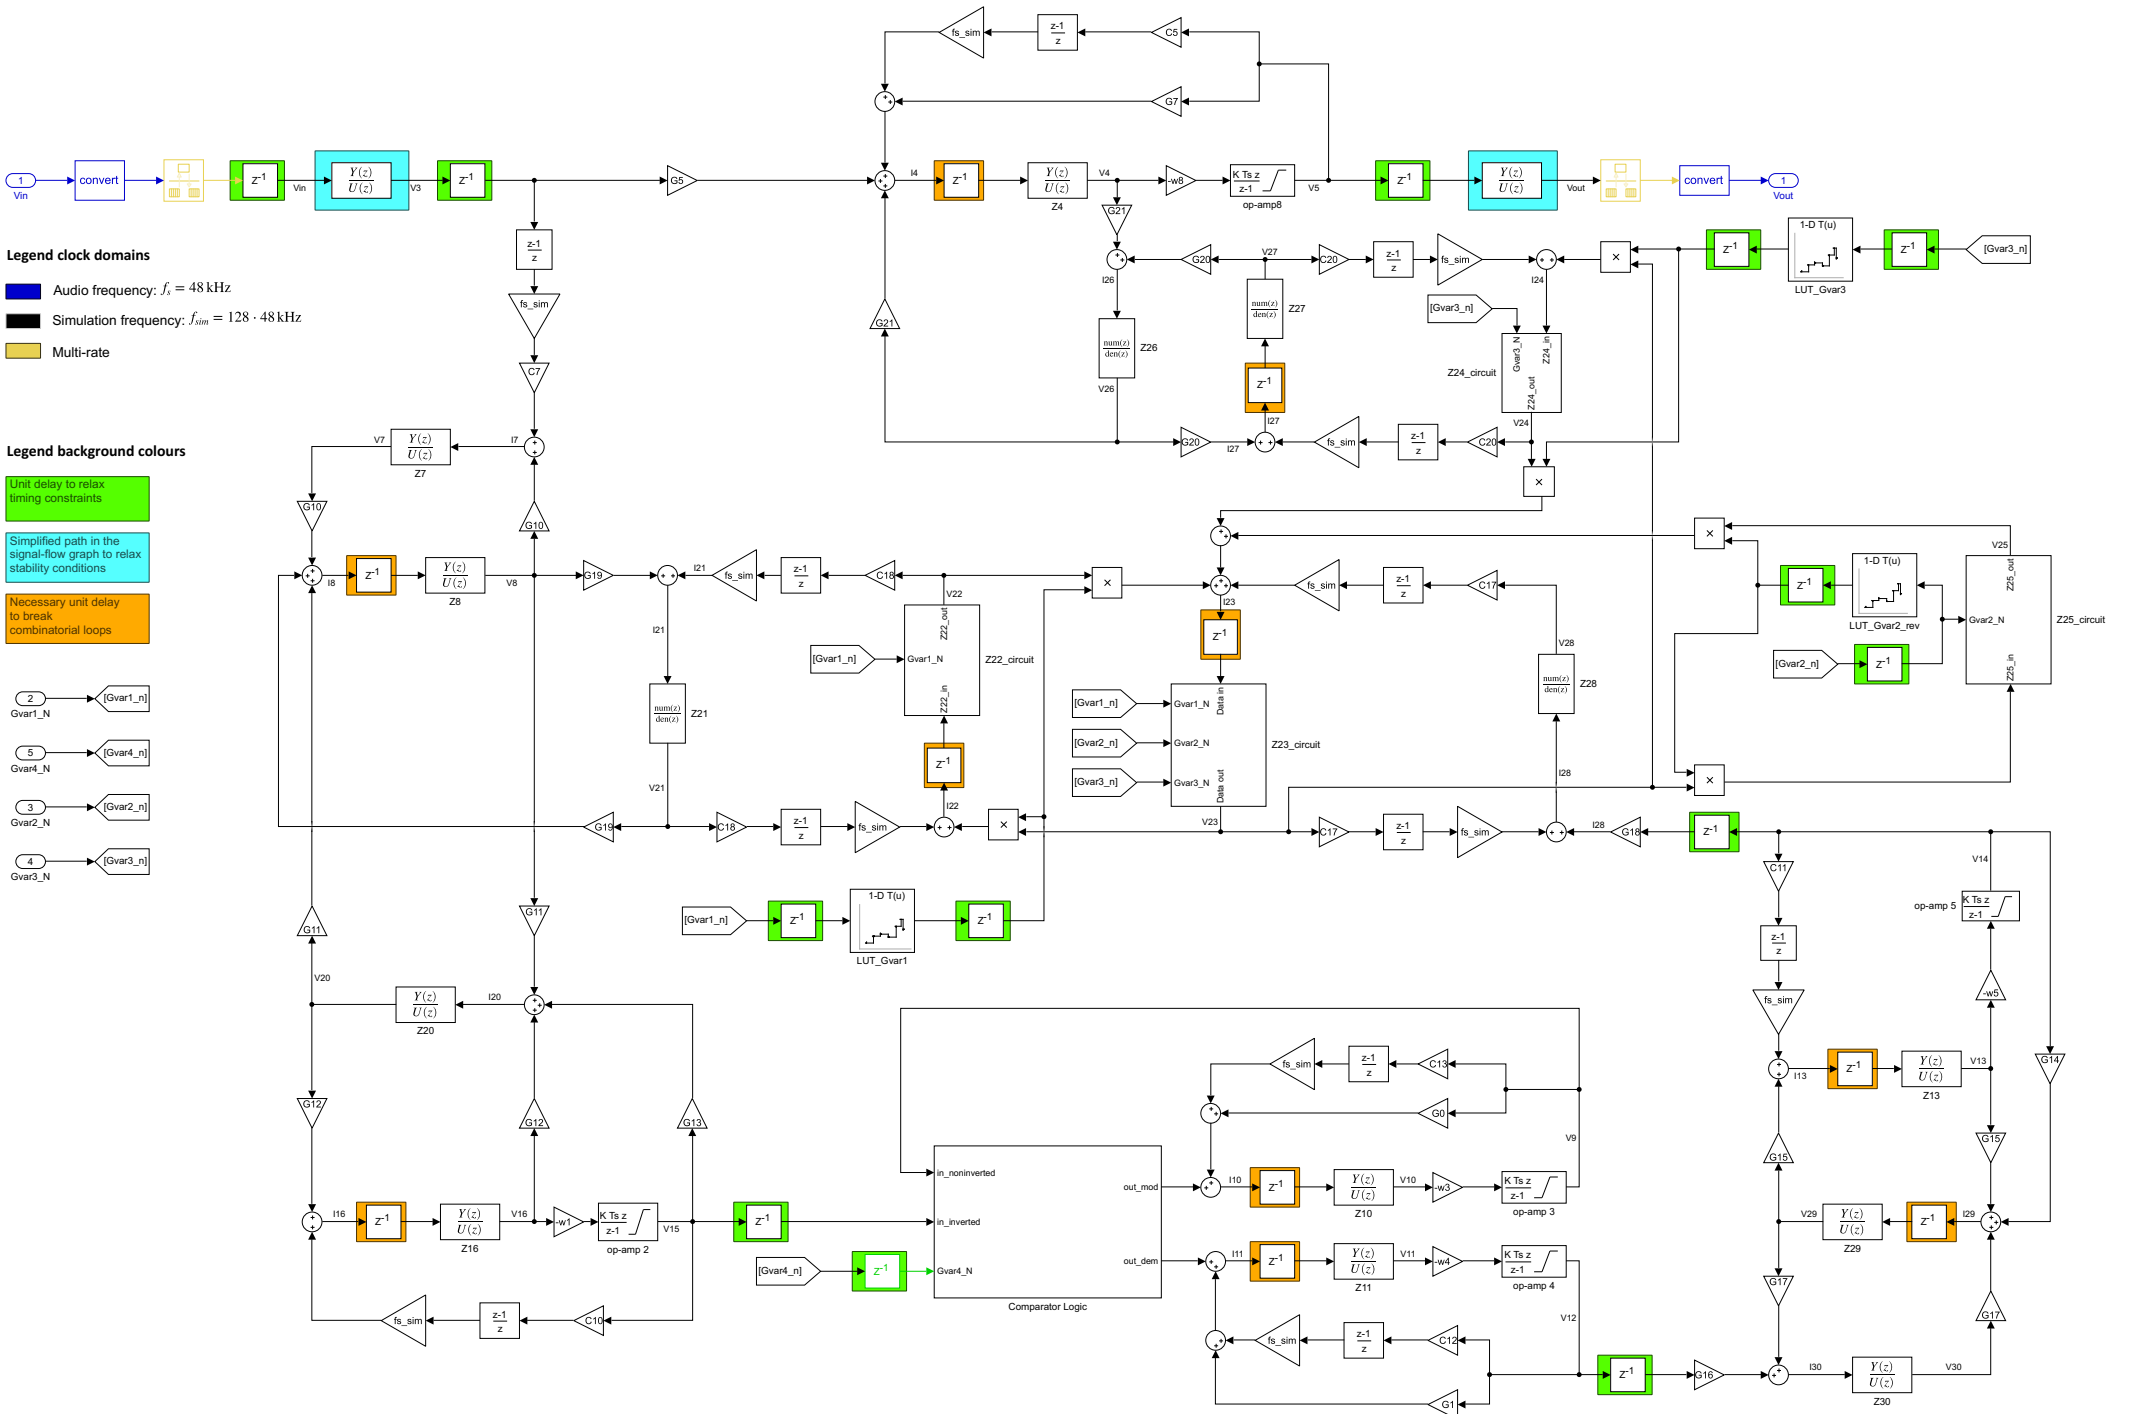 fs_sim
z-1
z
C5
G7
1
Vin
convert
z-1
Vin
Y(z)
U(z)
V3
z-1
G5
I4
z-1
Y(z)
U(z)
Z4
V4
-w8
K Ts z
z-1
op-amp8
V5
z-1
Y(z)
U(z)
Vout
convert
1
Vout
Legend clock domains
Audio frequency: fs = 48 kHz
Simulation frequency: fsim = 128 · 48 kHz
Multi-rate
z-1
z
fs_sim
C7
G21
G20
V27
C20
z-1
z
fs_sim
×
z-1
1-D T(u)
LUT_Gvar3
z-1
[Gvar3_n]
I26
num(z)
den(z)
Z27
I24
[Gvar3_n]
Gvar3_N
Z24_in
Z24_out
Z24_circuit
G21
num(z)
den(z)
Z26
z-1
V26
I27
V24
G20
I27
fs_sim
z-1
z
C20
×
Legend background colours
Unit delay to relax
timing constraints
Simplified path in the
signal-flow graph to relax
stability conditions
Necessary unit delay
to break
combinatorial loops
V7
Y(z)
U(z)
Z7
I7
G10
G10
I8
z-1
Y(z)
U(z)
Z8
V8
G19
I21
fs_sim
z-1
z
C18
V22
×
fs_sim
z-1
z
C17
I23
z-1
×
V25
z-1
1-D T(u)
LUT_Gvar2_rev
Z25_out
Gvar2_N
Z25_in
Z25_circuit
[Gvar2_n]
z-1
I21
[Gvar1_n]
Z22_out
Gvar1_N
Z22_in
Z22_circuit
V28
num(z)
den(z)
Z28
num(z)
den(z)
Z21
z-1
[Gvar1_n]
[Gvar2_n]
[Gvar3_n]
Data in
Gvar1_N
Gvar2_N
Gvar3_N
Data out
Z23_circuit
I28
×
2
Gvar1_N
[Gvar1_n]
5
Gvar4_N
[Gvar4_n]
3
Gvar2_N
[Gvar2_n]
4
Gvar3_N
[Gvar3_n]
V21
I22
G19
C18
z-1
z
fs_sim
×
V23
C17
z-1
z
fs_sim
I28
G18
z-1
C11
V14
[Gvar1_n]
z-1
1-D T(u)
LUT_Gvar1
z-1
G11
G11
op-amp 5
K Ts z
z-1
z-1
z
V20
Y(z)
U(z)
Z20
I20
fs_sim
-w5
G12
G12
G13
fs_sim
z-1
z
C13
G0
V9
I13
z-1
Y(z)
U(z)
Z13
V13
G14
G15
G15
in_noninverted
in_inverted
Gvar4_N
out_mod
out_dem
Comparator Logic
I10
z-1
Y(z)
U(z)
Z10
V10
-w3
K Ts z
z-1
op-amp 3
I16
z-1
Y(z)
U(z)
Z16
V16
-w1
K Ts z
z-1
op-amp 2
V15
z-1
V29
Y(z)
U(z)
Z29
z-1
I29
[Gvar4_n]
z-1
I11
z-1
Y(z)
U(z)
Z11
V11
-w4
K Ts z
z-1
op-amp 4
G17
G17
fs_sim
z-1
z
C10
fs_sim
z-1
z
C12
V12
G1
z-1
G16
I30
Y(z)
U(z)
Z30
V30